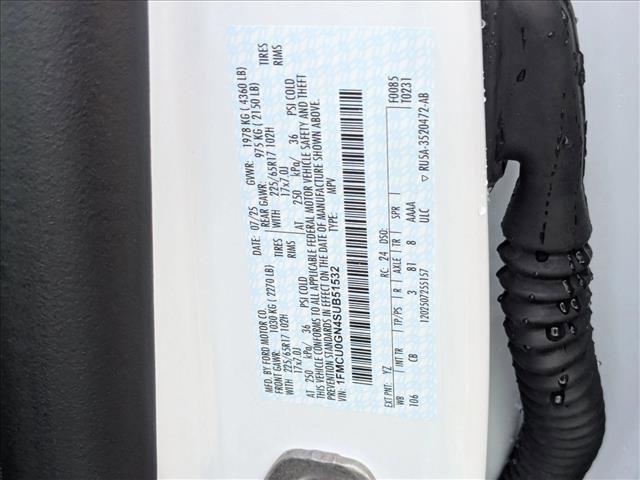 MFD. BY FORD MOTOR CO.
DATE: 07/25 GVWR: 1978 KG ( 4360 LB)
FRONT GAWR: 1030 KG (2270 LB) REAR GAWR: 975 KG ( 2150 LB)
WITH 225/65R17 102H TIRES WITH 225/65R17 102H TIRES
17x7.0J RIMS 17x7.0J RIMS
AT 250 kPa/ 36 PSI COLD AT 250 kPa/ 36 PSI COLD
THIS VEHICLE CONFORMS TO ALL APPLICABLE FEDERAL MOTOR VEHICLE SAFETY AND THEFT
PREVENTION STANDARDS IN EFFECT ON THE DATE OF MANUFACTURE SHOWN ABOVE.
VIN: 1FMCU0GN4SUB51532 TYPE: MPV
F0085
T0231
EXT PNT: YZ RC: 24 DSO:
WB INT TR TP/PS R AXLE TR SPR
106 CB 3 81 8 AAAA
ULC
120250725S157 ▽ RU5A-3520472-AB